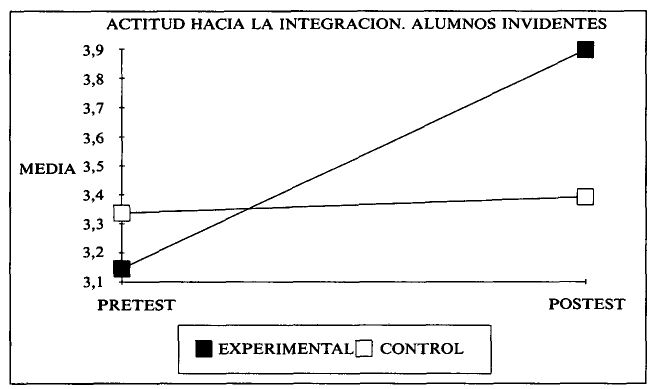 ACTITUD HACIA LA INTEGRACION. ALUMNOS INVIDENTES
3,9
3,8
3,7
3,6
3,5
MEDIA
3,4
3,3
3,2
3,1
PRETEST POSTEST
EXPERIMENTAL CONTROL